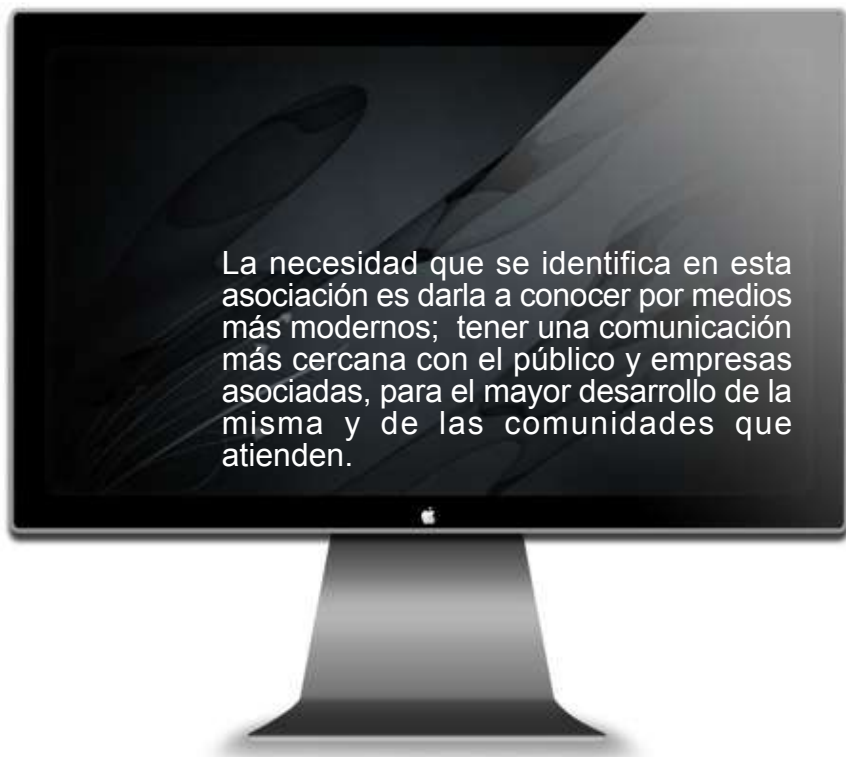 La necesidad que se identifica en esta
asociación es darla a conocer por medios
más modernos;  tener una comunicación
más cercana con el público y empresas
asociadas, para el mayor desarrollo de la
misma y de las comunidades que
atienden.